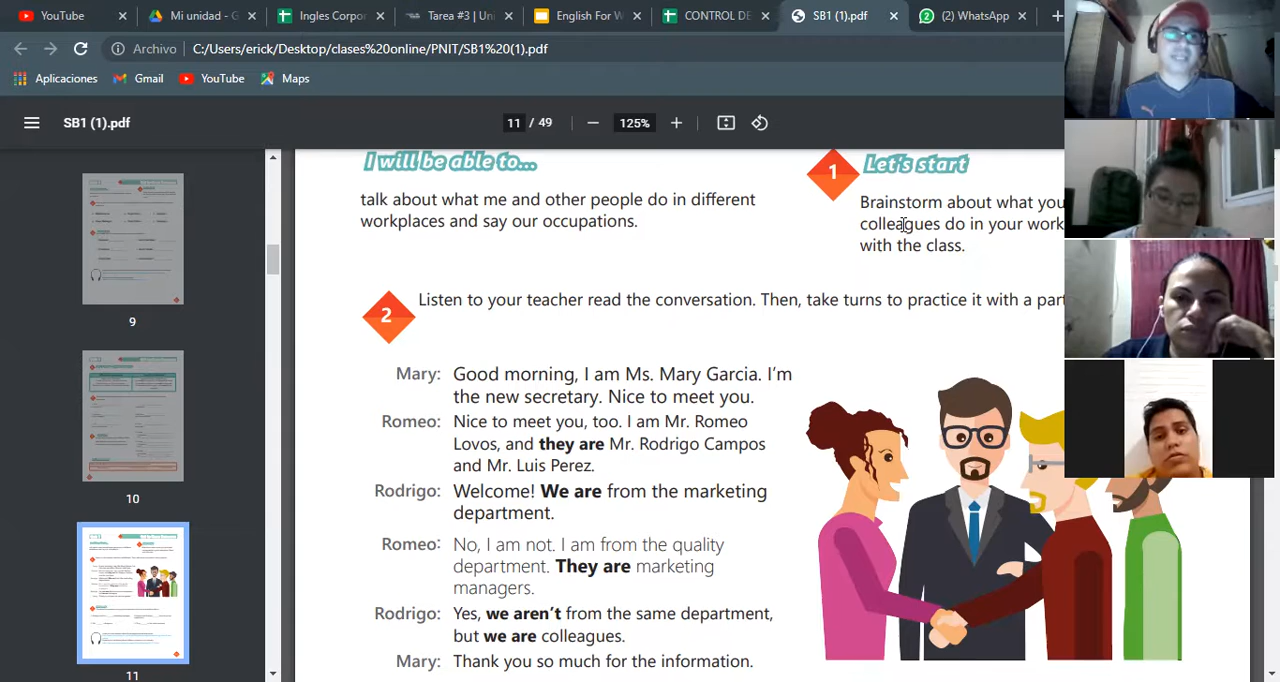 YouTube
Mi unidad - G
Ingles Corpor
Tarea #3 | Un
English For W
CONTROL DE
SB1 (1).pdf
(2) WhatsApp
Archivo
C:/Users/erick/Desktop/clases%20online/PNIT/SB1%20(1).pdf
Aplicaciones
Gmail
YouTube
Maps
SB1 (1).pdf
11 / 49
125%
9
10
11
I will be able to...
talk about what me and other people do in different
workplaces and say our occupations.
1
Let's start
Brainstorm about what you
colleagues do in your work
with the class.
2
Listen to your teacher read the conversation. Then, take turns to practice it with a part
Mary: Good morning, I am Ms. Mary Garcia. I'm
the new secretary. Nice to meet you.
Romeo: Nice to meet you, too. I am Mr. Romeo
Lovos, and they are Mr. Rodrigo Campos
and Mr. Luis Perez.
Rodrigo: Welcome! We are from the marketing
department.
Romeo: No, I am not. I am from the quality
department. They are marketing
managers.
Rodrigo: Yes, we aren't from the same department,
but we are colleagues.
Mary: Thank you so much for the information.